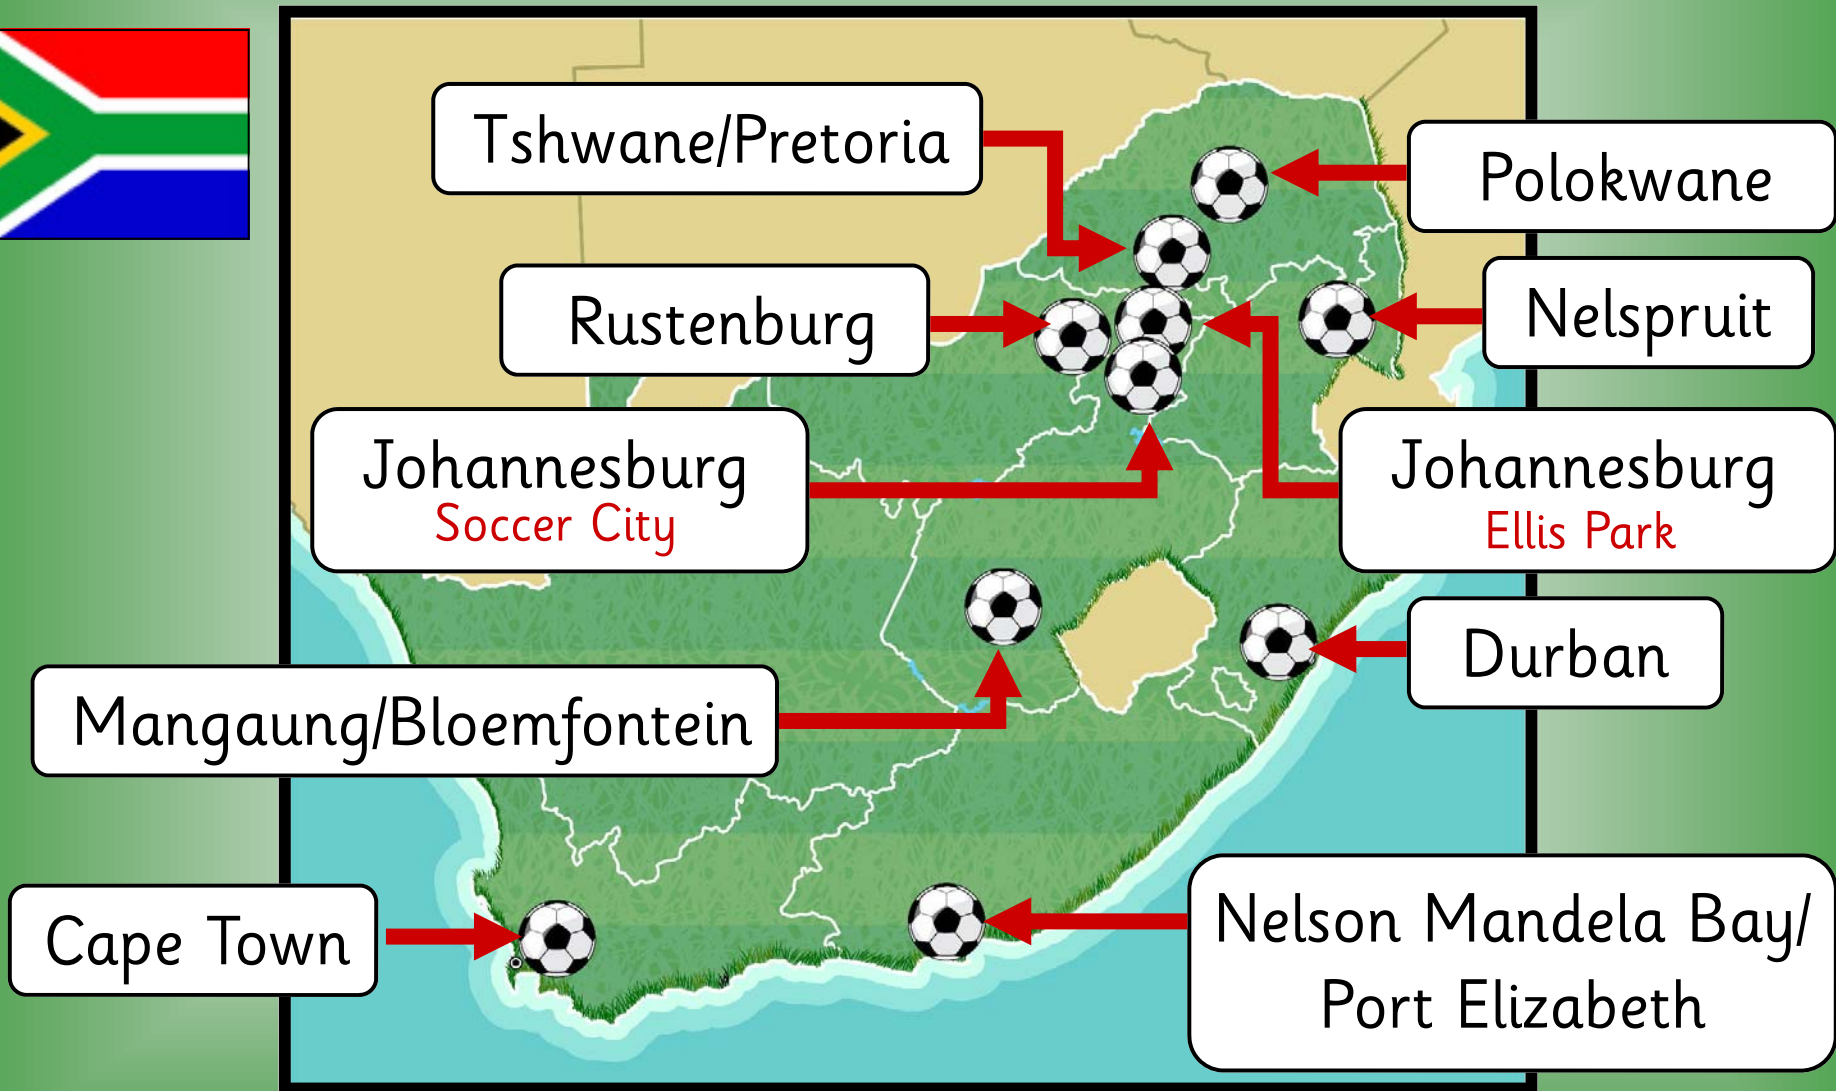 Tshwane/Pretoria
Polokwane
Rustenburg
Nelspruit
Johannesburg
Soccer City
Johannesburg
Ellis Park
Durban
Mangaung/Bloemfontein
Cape Town
Nelson Mandela Bay/
Port Elizabeth